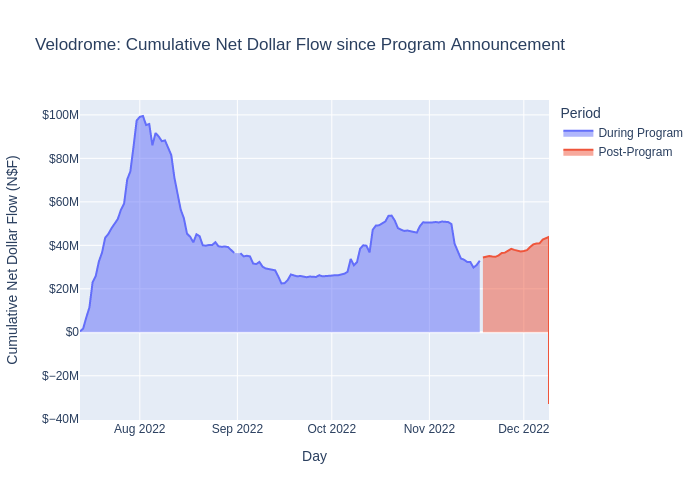 Velodrome: Cumulative Net Dollar Flow since Program Announcement
Cumulative Net Dollar Flow (N$F)
$100M
$80M
$60M
$40M
$20M
$0
$−20M
$−40M
Aug 2022
Sep 2022
Oct 2022
Nov 2022
Dec 2022
Day
Period
During Program
Post-Program